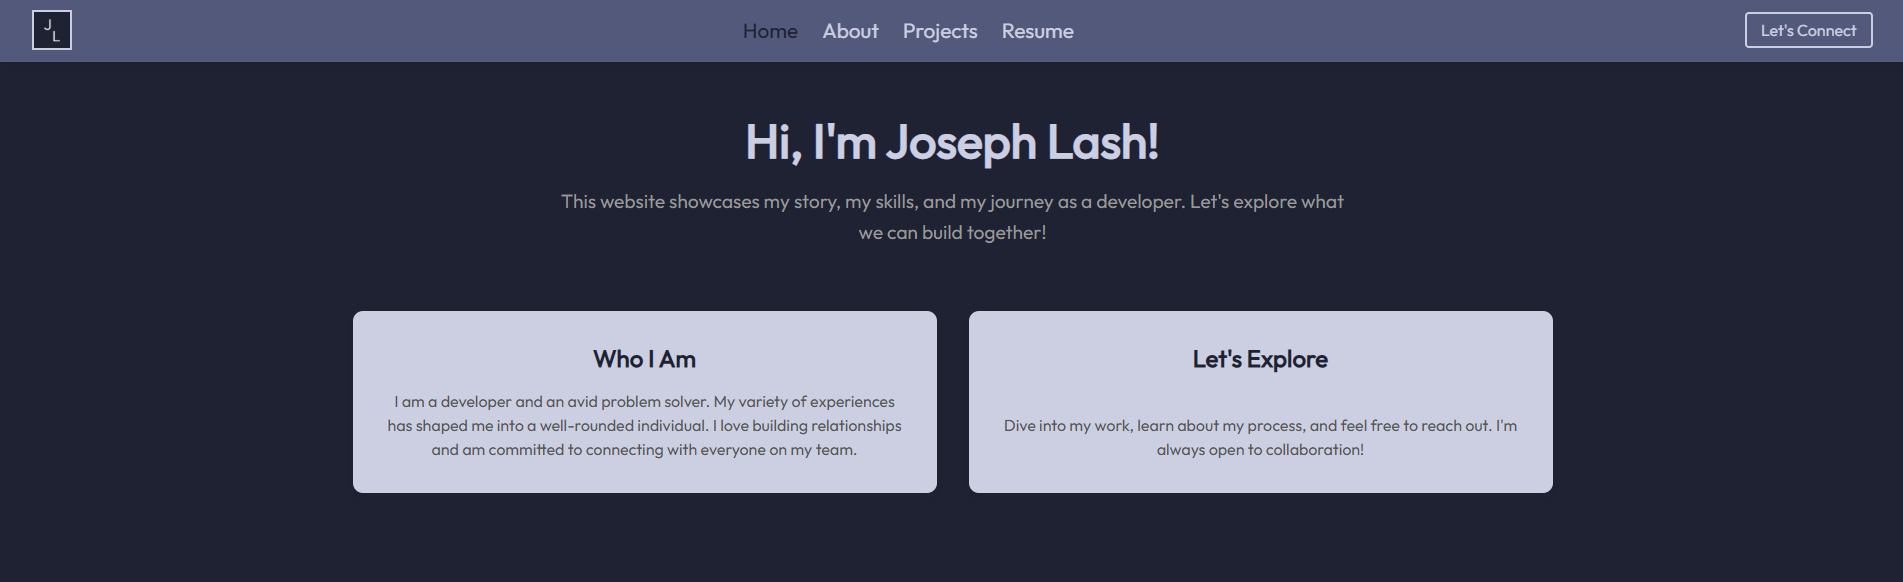 J
L
Home About Projects Resume
Let's Connect
Hi, I'm Joseph Lash!
This website showcases my story, my skills, and my journey as a developer. Let's explore what
we can build together!
Who I Am
I am a developer and an avid problem solver. My variety of experiences
has shaped me into a well-rounded individual. I love building relationships
and am committed to connecting with everyone on my team.
Let's Explore
Dive into my work, learn about my process, and feel free to reach out. I'm
always open to collaboration!